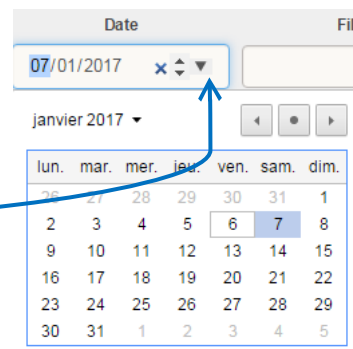 Date Fil
07/01/2017
janvier 2017
lun. mar. mer. jeu. ven. sam. dim.
26 27 28 29 30 31 1
2 3 4 5 6 7 8
9 10 11 12 13 14 15
16 17 18 19 20 21 22
23 24 25 26 27 28 29
30 31 1 2 3 4 5